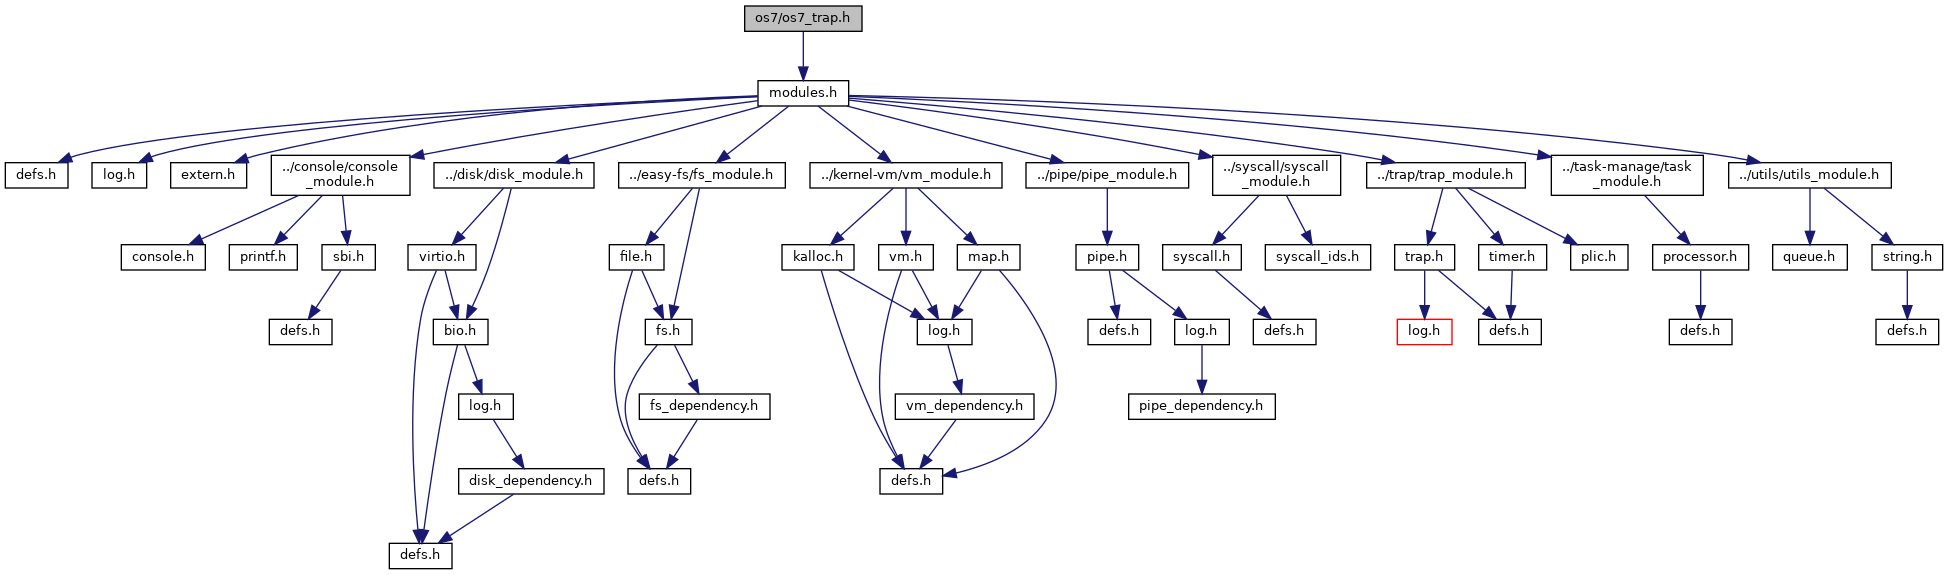 os7/os7_trap.h
modules.h
defs.h
log.h
extern.h
../console/console
_module.h
../disk/disk_module.h
../easy-fs/fs_module.h
../kernel-vm/vm_module.h
../pipe/pipe_module.h
../syscall/syscall
_module.h
../trap/trap_module.h
../task-manage/task
_module.h
../utils/utils_module.h
console.h
printf.h
sbi.h
virtio.h
file.h
kalloc.h
vm.h
map.h
pipe.h
syscall.h
syscall_ids.h
trap.h
timer.h
plic.h
processor.h
queue.h
string.h
defs.h
bio.h
fs.h
log.h
defs.h
log.h
defs.h
log.h
defs.h
defs.h
defs.h
log.h
fs_dependency.h
vm_dependency.h
pipe_dependency.h
disk_dependency.h
defs.h
defs.h
defs.h